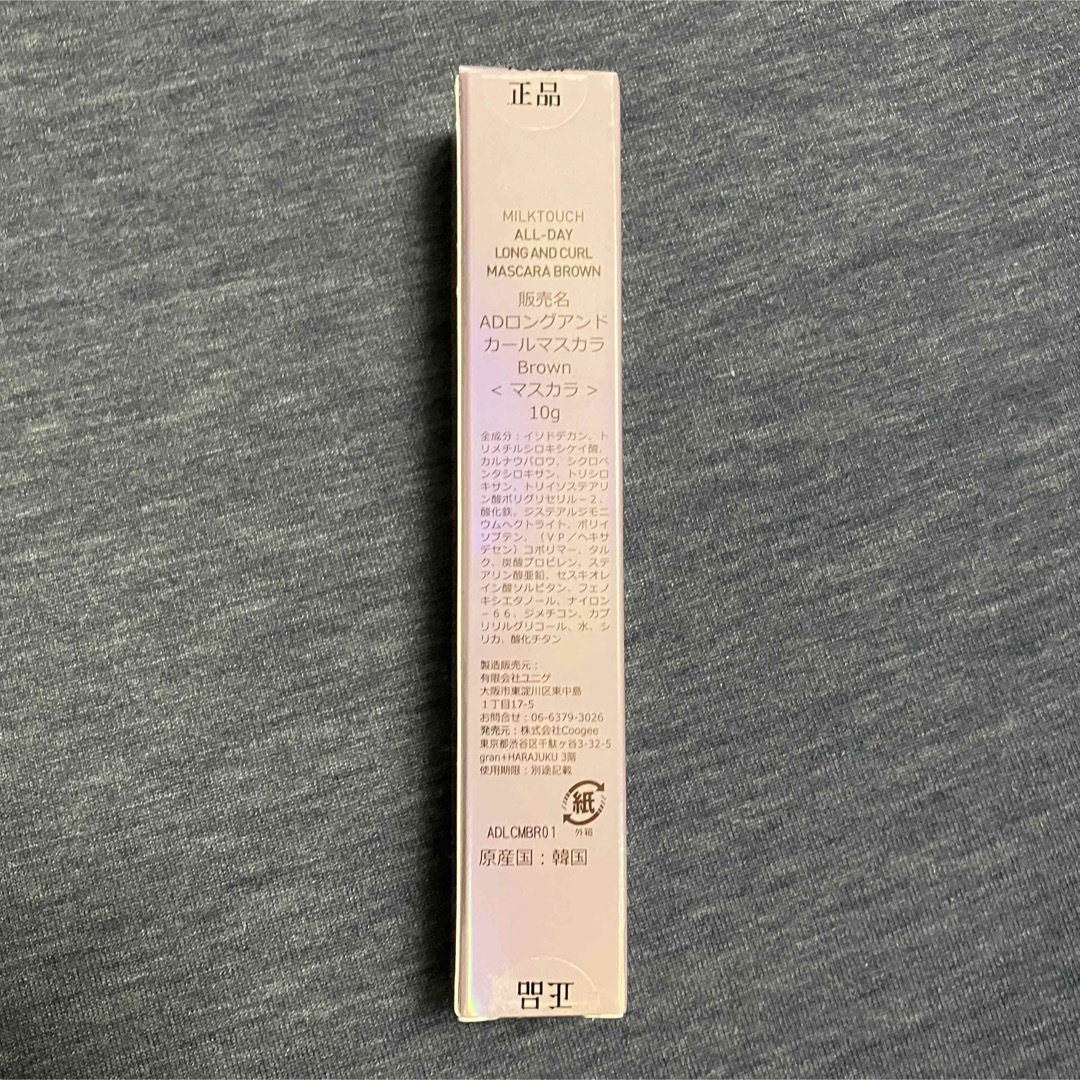 正品
MILKTOUCH
ALL-DAY
LONG AND CURL
MASCARA BROWN
販売名
ADロングアンド
カールマスカラ
Brown
< マスカラ >
10g
全成分：イソドデカン、ト
リメチルシロキシケイ酸、
カルナウバロウ、シクロペ
ンタシロキサン、トリシロ
キサン、トリイソステアリ
ン酸ポリグリセリル－２、
酸化鉄、ジステアルジモニ
ウムヘクトライト、ポリイ
ソブテン、（ＶＰ／ヘキサ
デセン）コポリマー、タル
ク、炭酸プロピレン、ステ
アリン酸亜鉛、セスキオレ
イン酸ソルビタン、フェノ
キシエタノール、ナイロン
－６６、ジメチコン、カプ
リリルグリコール、水、シ
リカ、酸化チタン
製造販売元：
有限会社ユニゲ
大阪市東淀川区東中島
１丁目17-5
お問合せ：06-6379-3026
発売元：株式会社Coogee
東京都渋谷区千駄ヶ谷3-32-5
gran+HARAJUKU 3階
使用期限：別途記載
紙
ADLCMBR01
外箱
原産国：韓国
正品